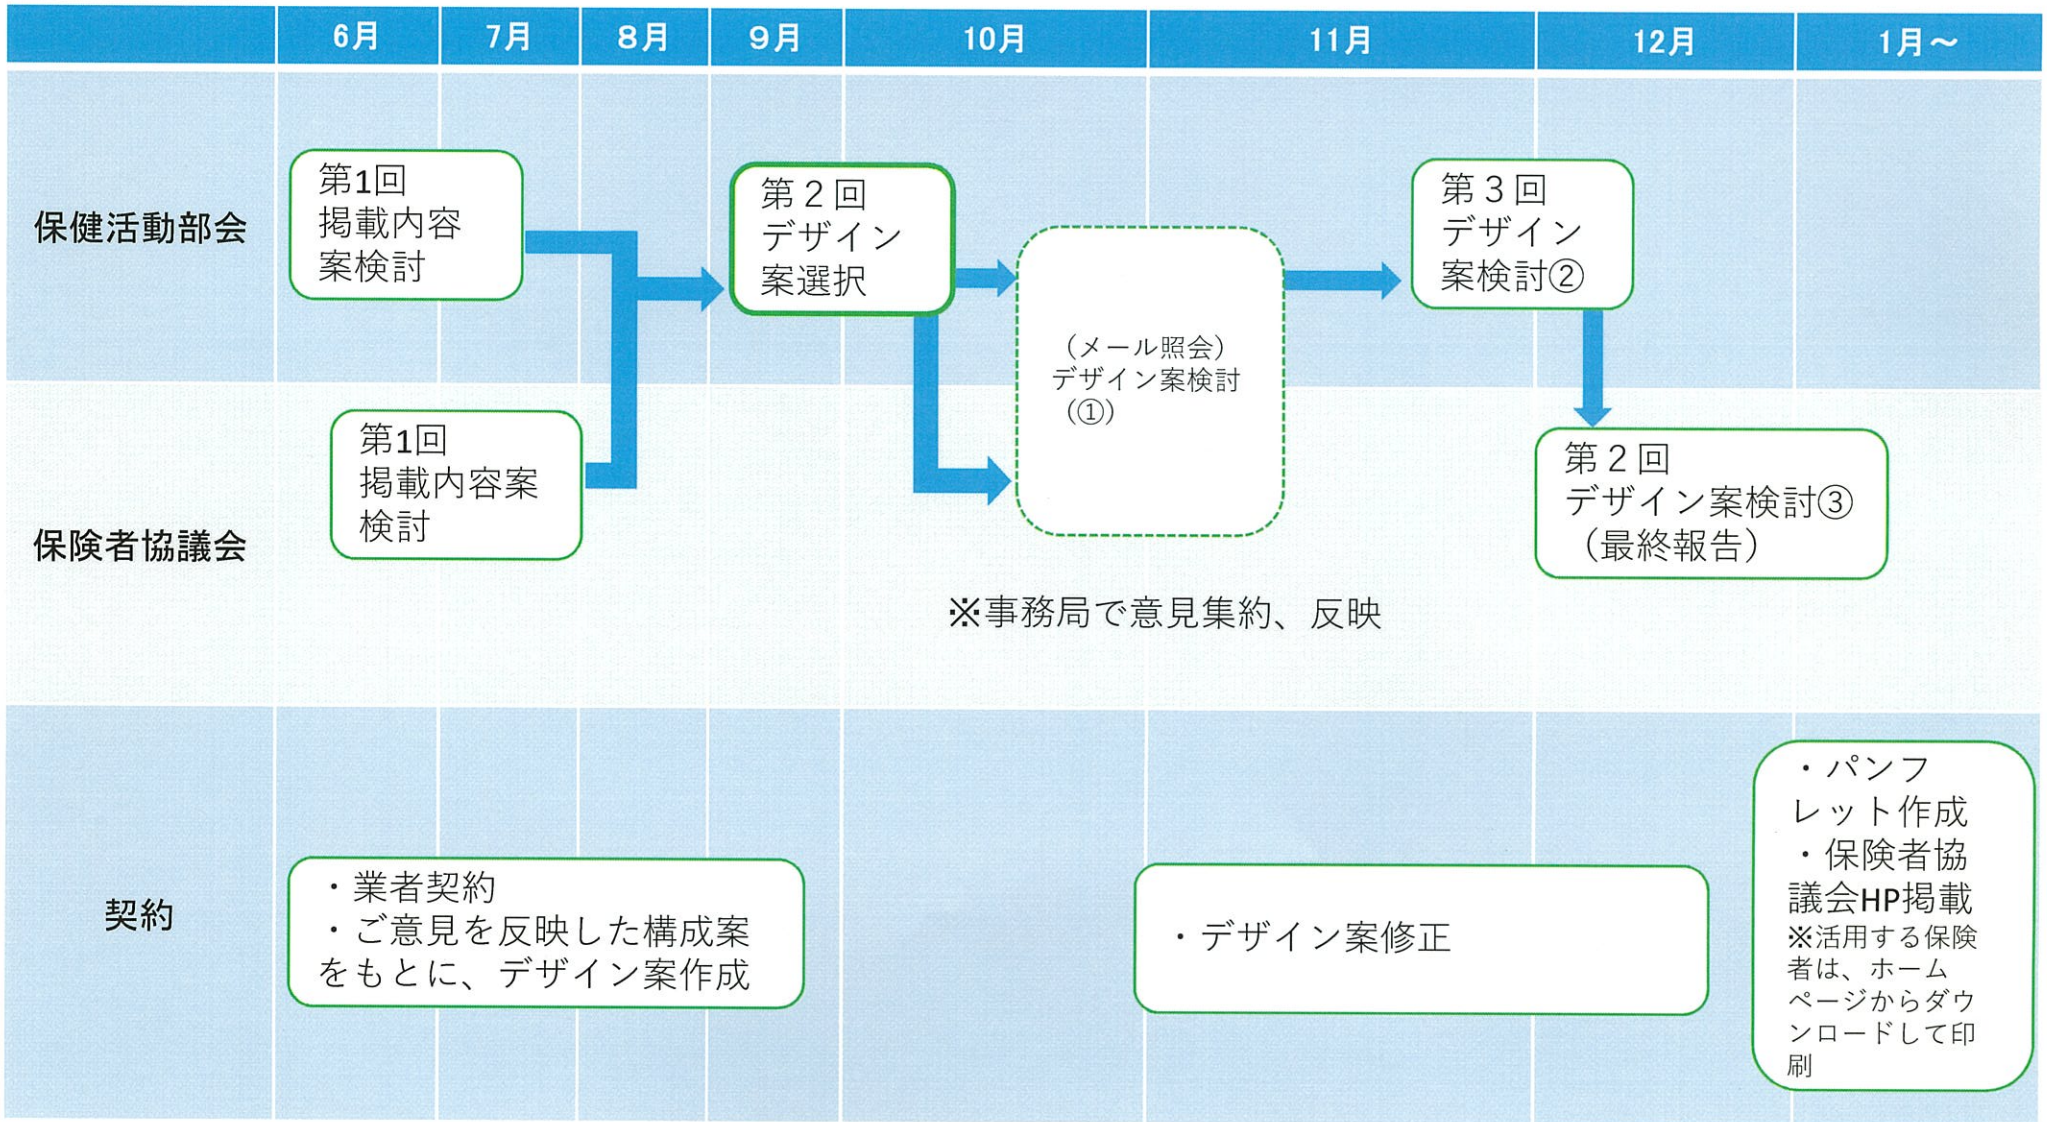 6月 7月 8月 9月 10月 11月 12月 1月～
保健活動部会
第1回
掲載内容
案検討
第２回
デザイン
案選択
（メール照会）
デザイン案検討
（①）
第３回
デザイン
案検討②
保険者協議会
第1回
掲載内容案
検討
第２回
デザイン案検討③
（最終報告）
※事務局で意見集約、反映
契約
・業者契約
・ご意見を反映した構成案
をもとに、デザイン案作成
・デザイン案修正
・パンフ
レット作成
・保険者協
議会HP掲載
※活用する保険
者は、ホーム
ページからダウ
ンロードして印
刷